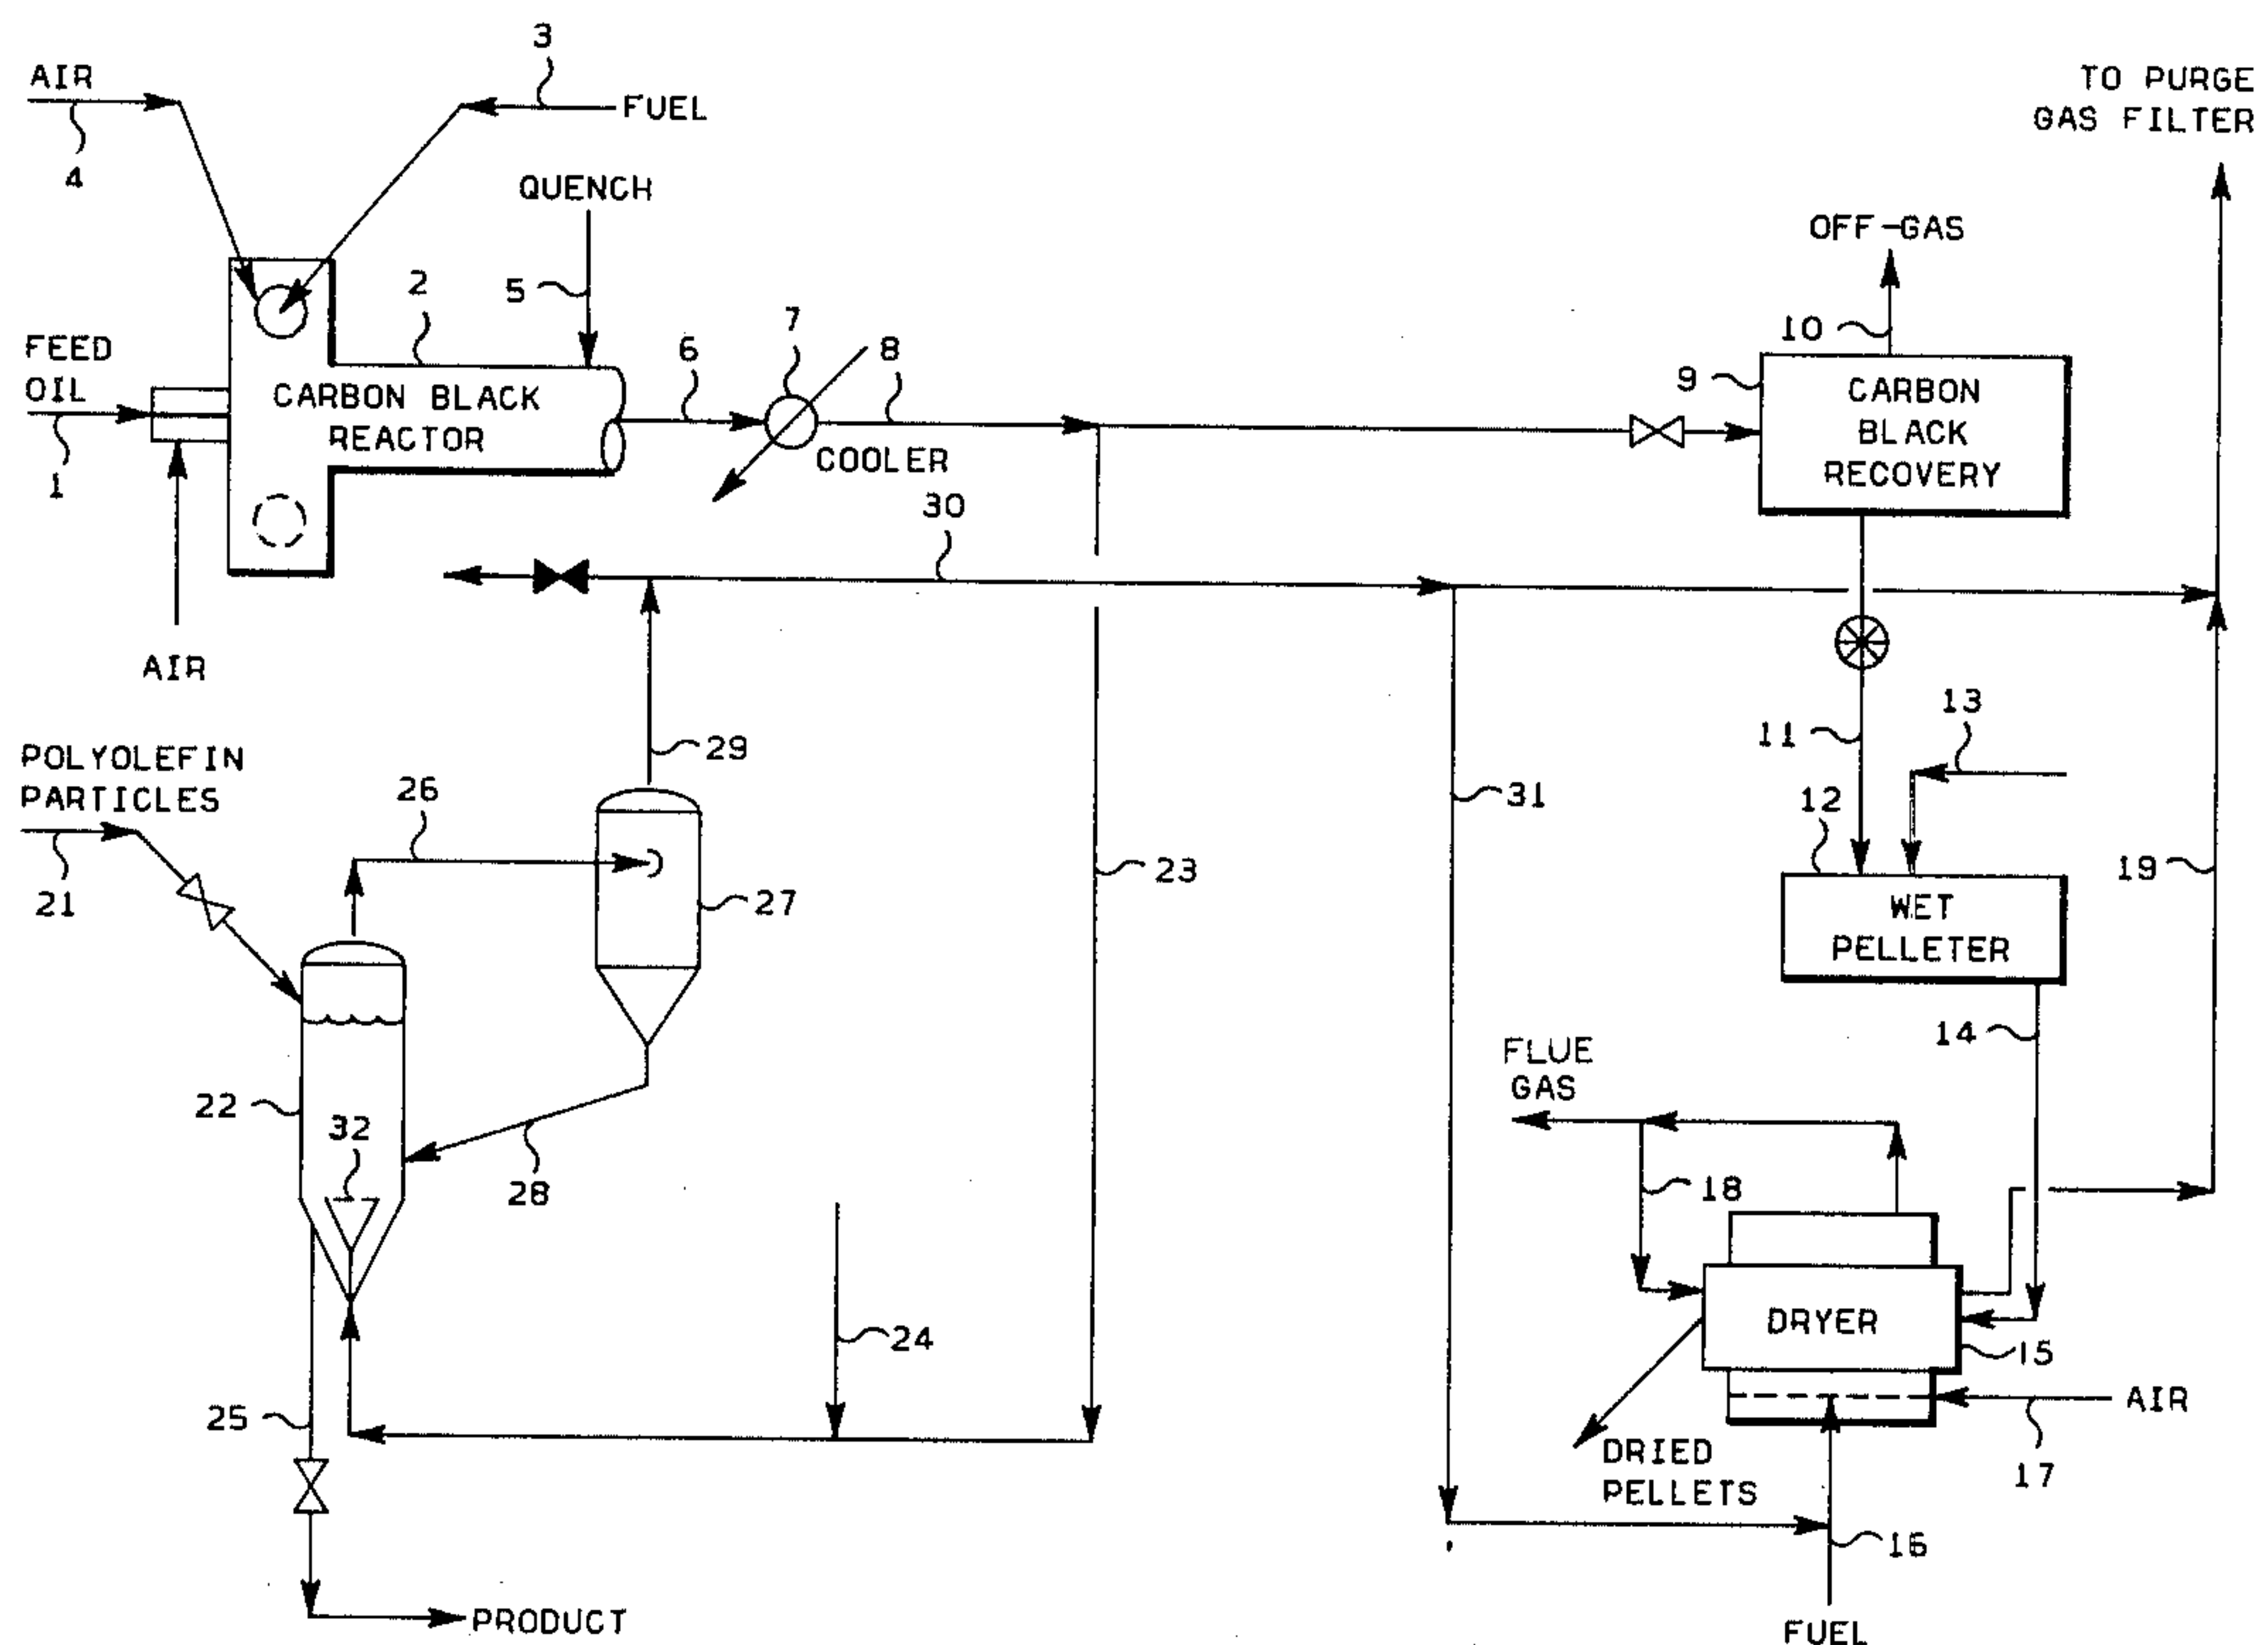 3
AIR
FUEL
4
QUENCH
TO PURGE
GAS FILTER
OFF-GAS
2
5
10
7
8
6
FEED
OIL
1
CARBON BLACK
REACTOR
COOLER
9
CARBON
BLACK
RECOVERY
30
AIR
13
11
29
POLYOLEFIN
PARTICLES
26
31
12
21
23
19
27
WET
PELLETER
14
FLUE
GAS
22
32
28
18
24
DRYER
15
25
AIR
17
DRIED
PELLETS
16
PRODUCT
FUEL